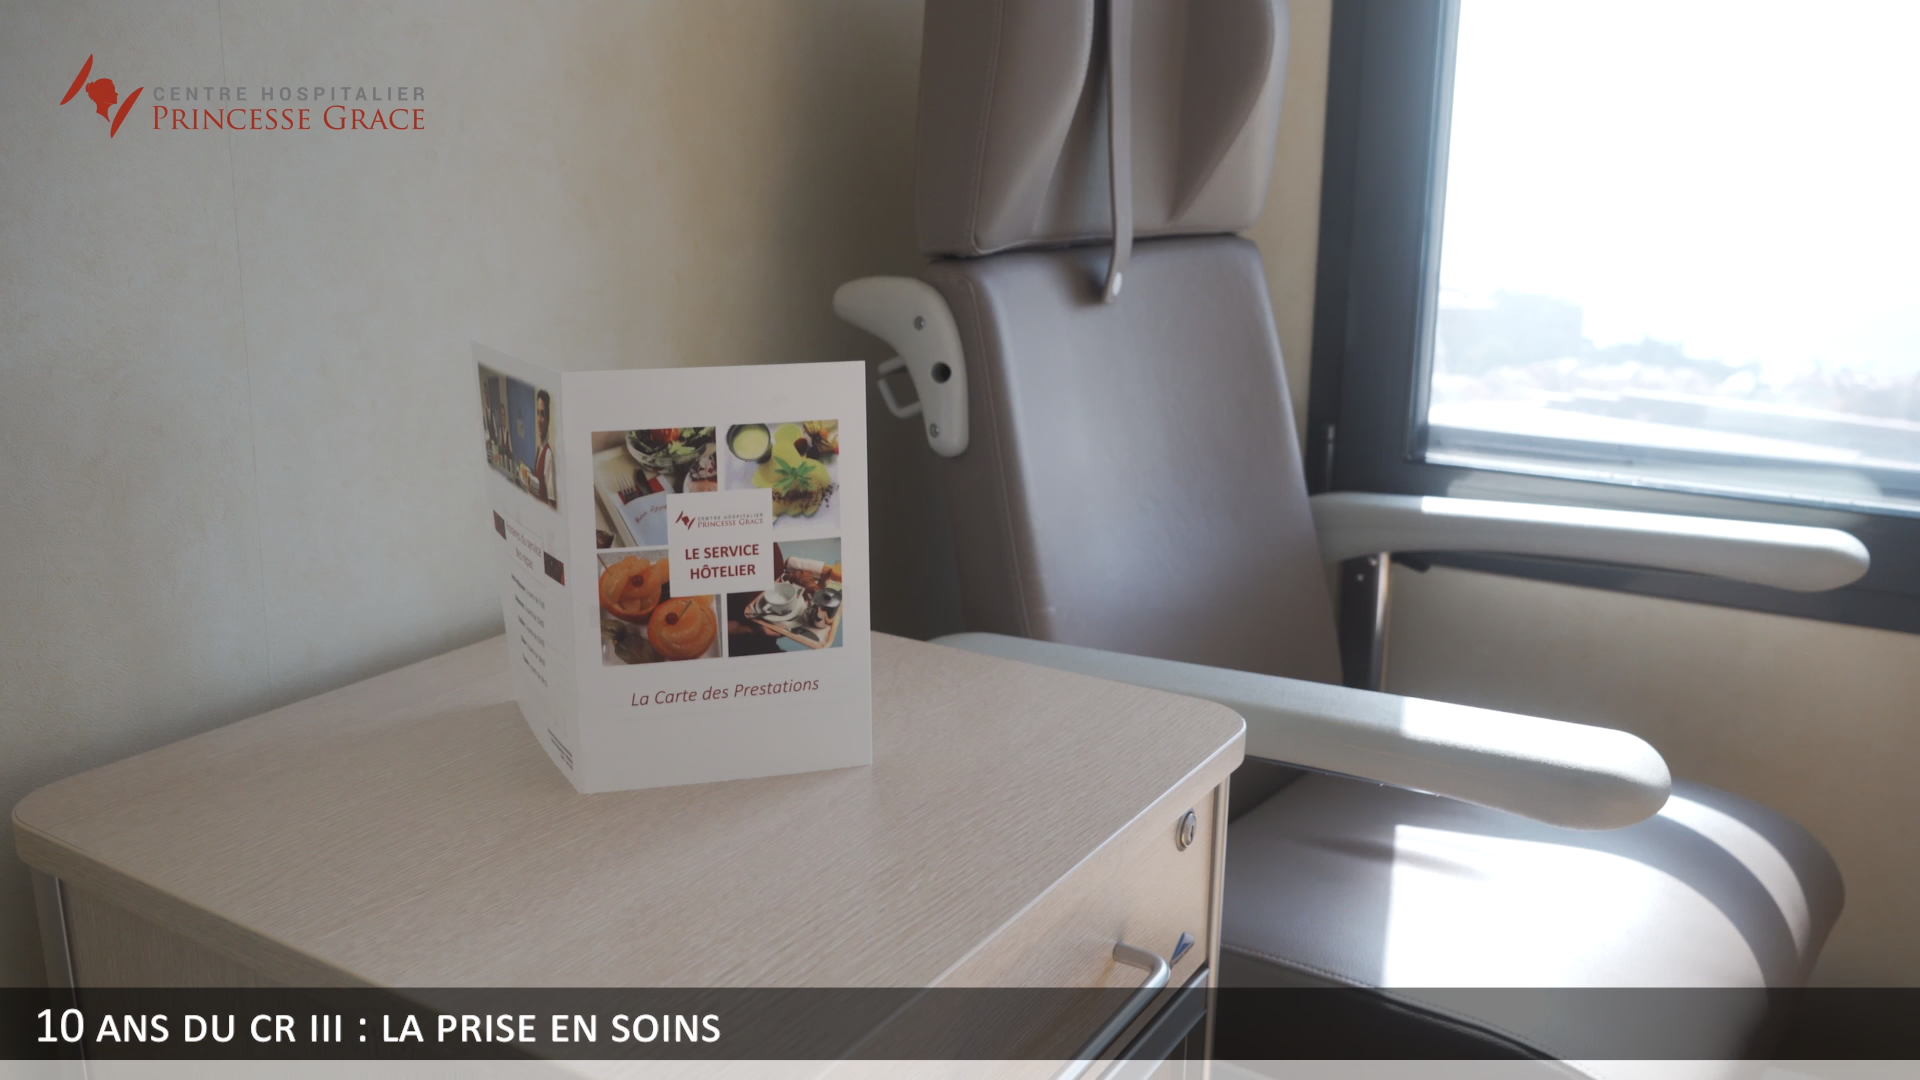 CENTRE HOSPITALIER
PRINCESSE GRACE
CENTRE HOSPITALIER
PRINCESSE GRACE
LE SERVICE
HÔTELIER
La Carte des Prestations
10 ANS DU CR III : LA PRISE EN SOINS